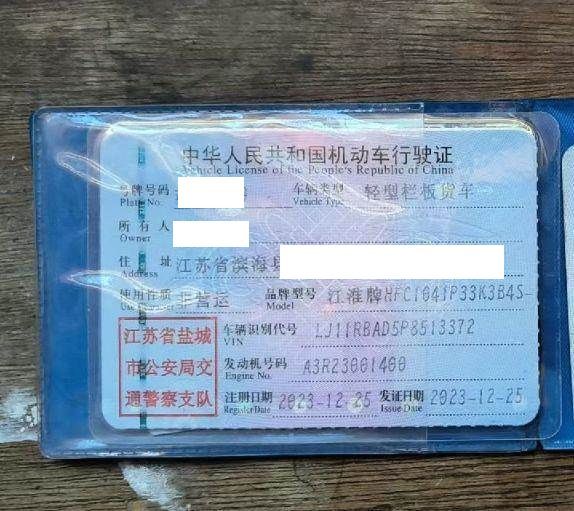 中华人民共和国机动车行驶证
Vehicle License of the People's Republic of China
号牌号码 车辆类型 轻型栏板货车
Plate No. Vehicle Type
所有人
Owner
住址 江苏省滨海县
Address
使用性质 非营运 品牌型号 江淮牌HFC1041P33K3B4S-
Use Character Model
江苏省盐城
市公安局交
通警察支队
车辆识别代号 LJ11RBAD5P8513372
VIN
发动机号码 A3R23001400
Engine No.
注册日期 2023-12-25 发证日期 2023-12-25
Register Date Issue Date